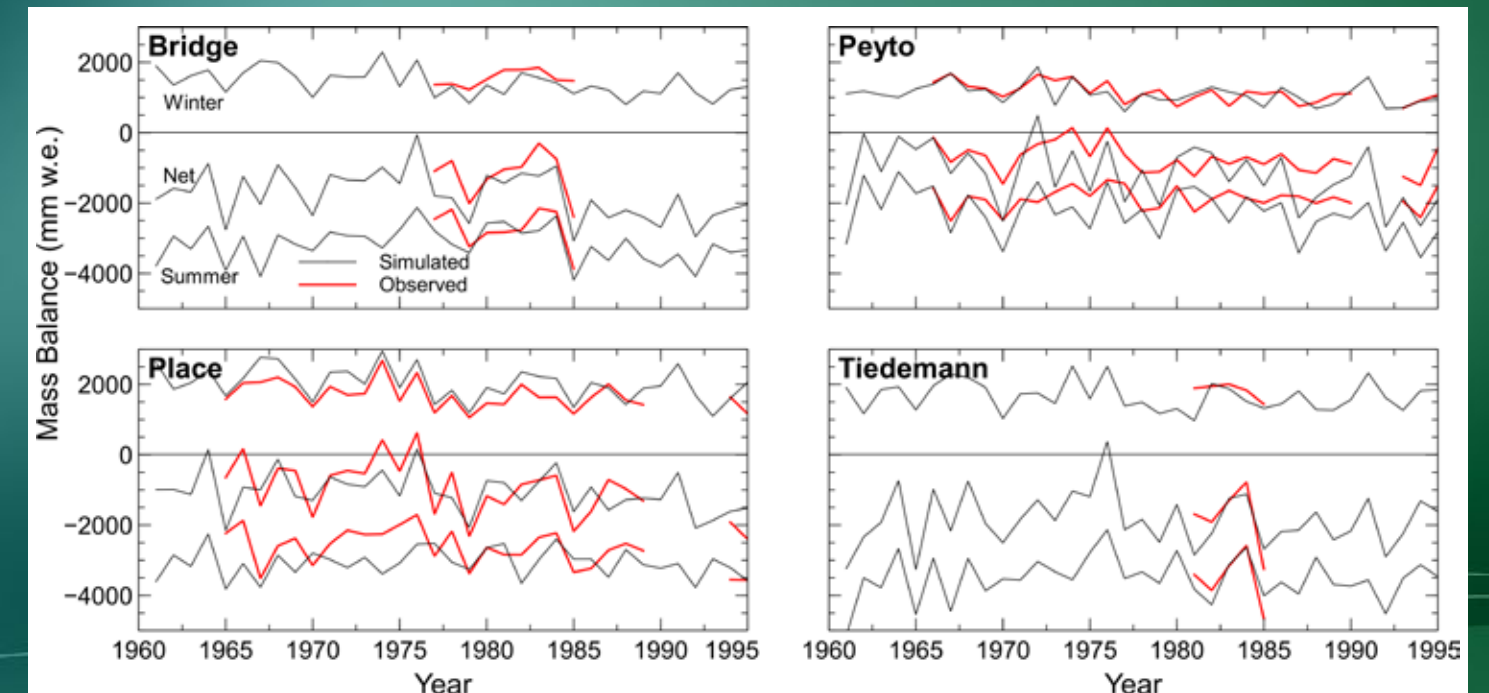 Bridge
Peyto
2000
Winter
0
Net
−2000
Summer
Simulated
Observed
−4000
Mass Balance (mm w.e.)
Place
Tiedemann
2000
0
−2000
−4000
1960 1965 1970 1975 1980 1985 1990 1995
1960 1965 1970 1975 1980 1985 1990 1995
Year
Year